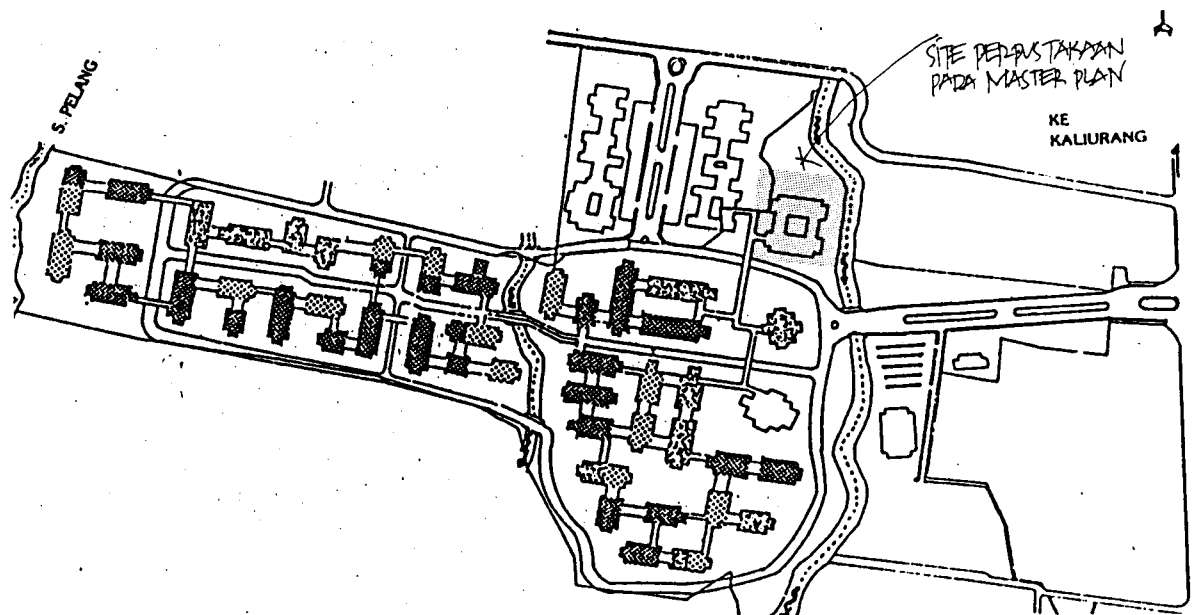 S. PELANG
SITE PERPUSTAKAAN
PADA MASTER PLAN
KE
KALIURANG